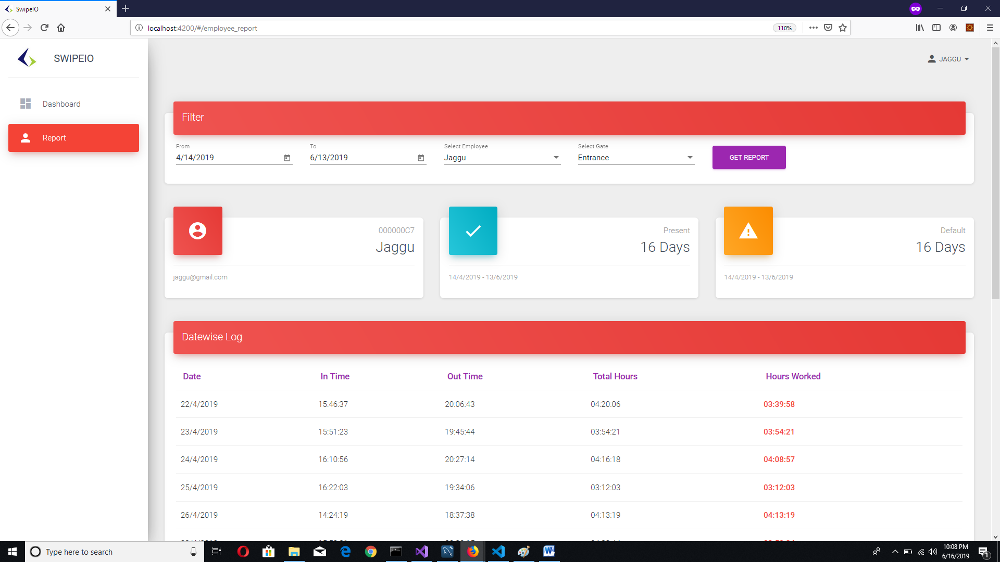 SwipeIO
localhost:4200/#/employee_report
110%
SWIPEIO
JAGGU
Dashboard
Report
Filter
From
To
Select Employee
Select Gate
4/14/2019
6/13/2019
Jaggu
Entrance
GET REPORT
000000C7
Jaggu
jaggu@gmail.com
Present
16 Days
14/4/2019 - 13/6/2019
Default
16 Days
14/4/2019 - 13/6/2019
Datewise Log
Date In Time Out Time Total Hours Hours Worked
22/4/2019 15:46:37 20:06:43 04:20:06 03:39:58
23/4/2019 15:51:23 19:45:44 03:54:21 03:54:21
24/4/2019 16:10:56 20:27:14 04:16:18 04:08:57
25/4/2019 16:22:03 19:34:06 03:12:03 03:12:03
26/4/2019 14:24:19 18:37:38 04:13:19 04:13:19
Type here to search
10:08 PM
6/16/2019
1